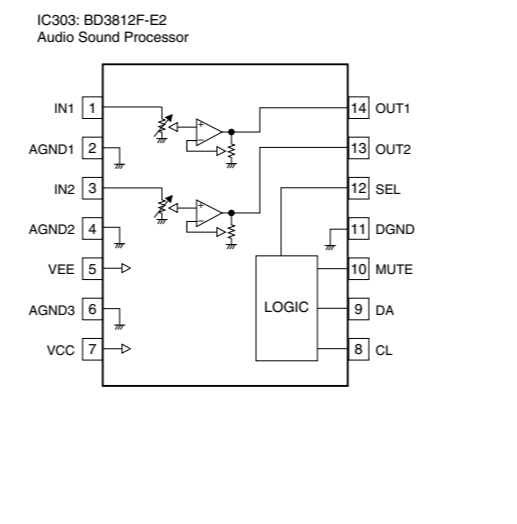 IC303: BD3812F-E2
Audio Sound Processor
IN1 1 14 OUT1
AGND1 2 13 OUT2
IN2 3 12 SEL
AGND2 4 11 DGND
VEE 5 10 MUTE
AGND3 6 LOGIC 9 DA
VCC 7 8 CL